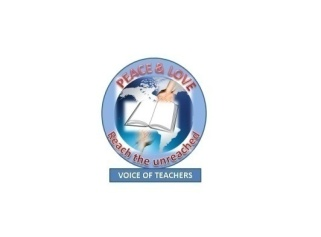 PEACE & LOVE
Reach the unreached
VOICE OF TEACHERS